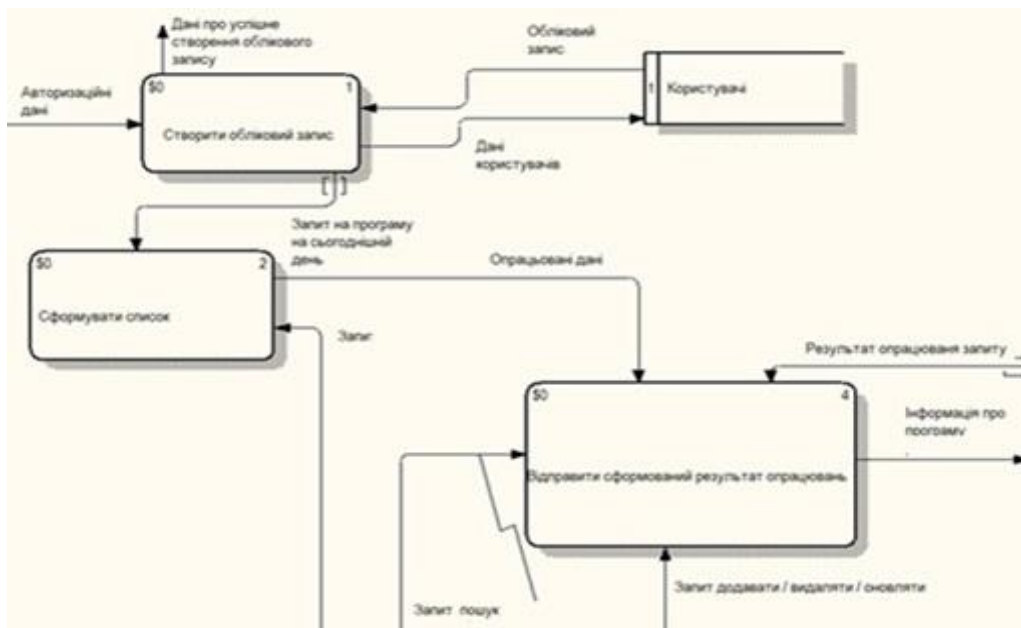 Дані про успішне
створення облікового
запису
Обліковий
запис
Авторизаційні
дані
$0
1
Створити обліковий запис
1
Користувачі
Дані
користувачів
Запит на програму
на сьогоднішній
день
$0
2
Сформувати список
Опрацьовані дані
Запит
Результат опрацюваня запиту
$0
4
Відправити сформований результат опрацювань
Інформація про
програму
Запит пошук
Запит додавати / видаляти / оновляти